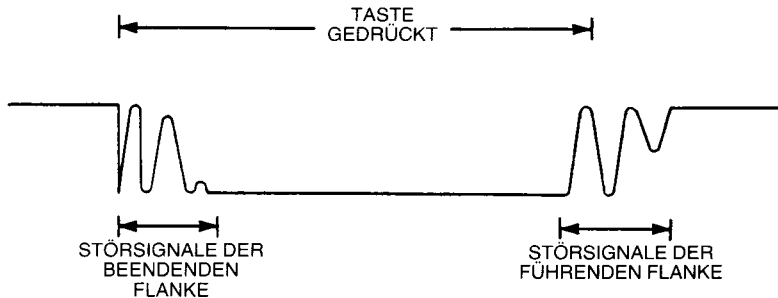 TASTE
GEDRÜCKT
STÖRSIGNALE DER
BEENDENDEN
FLANKE
STÖRSIGNALE DER
FÜHRENDEN FLANKE